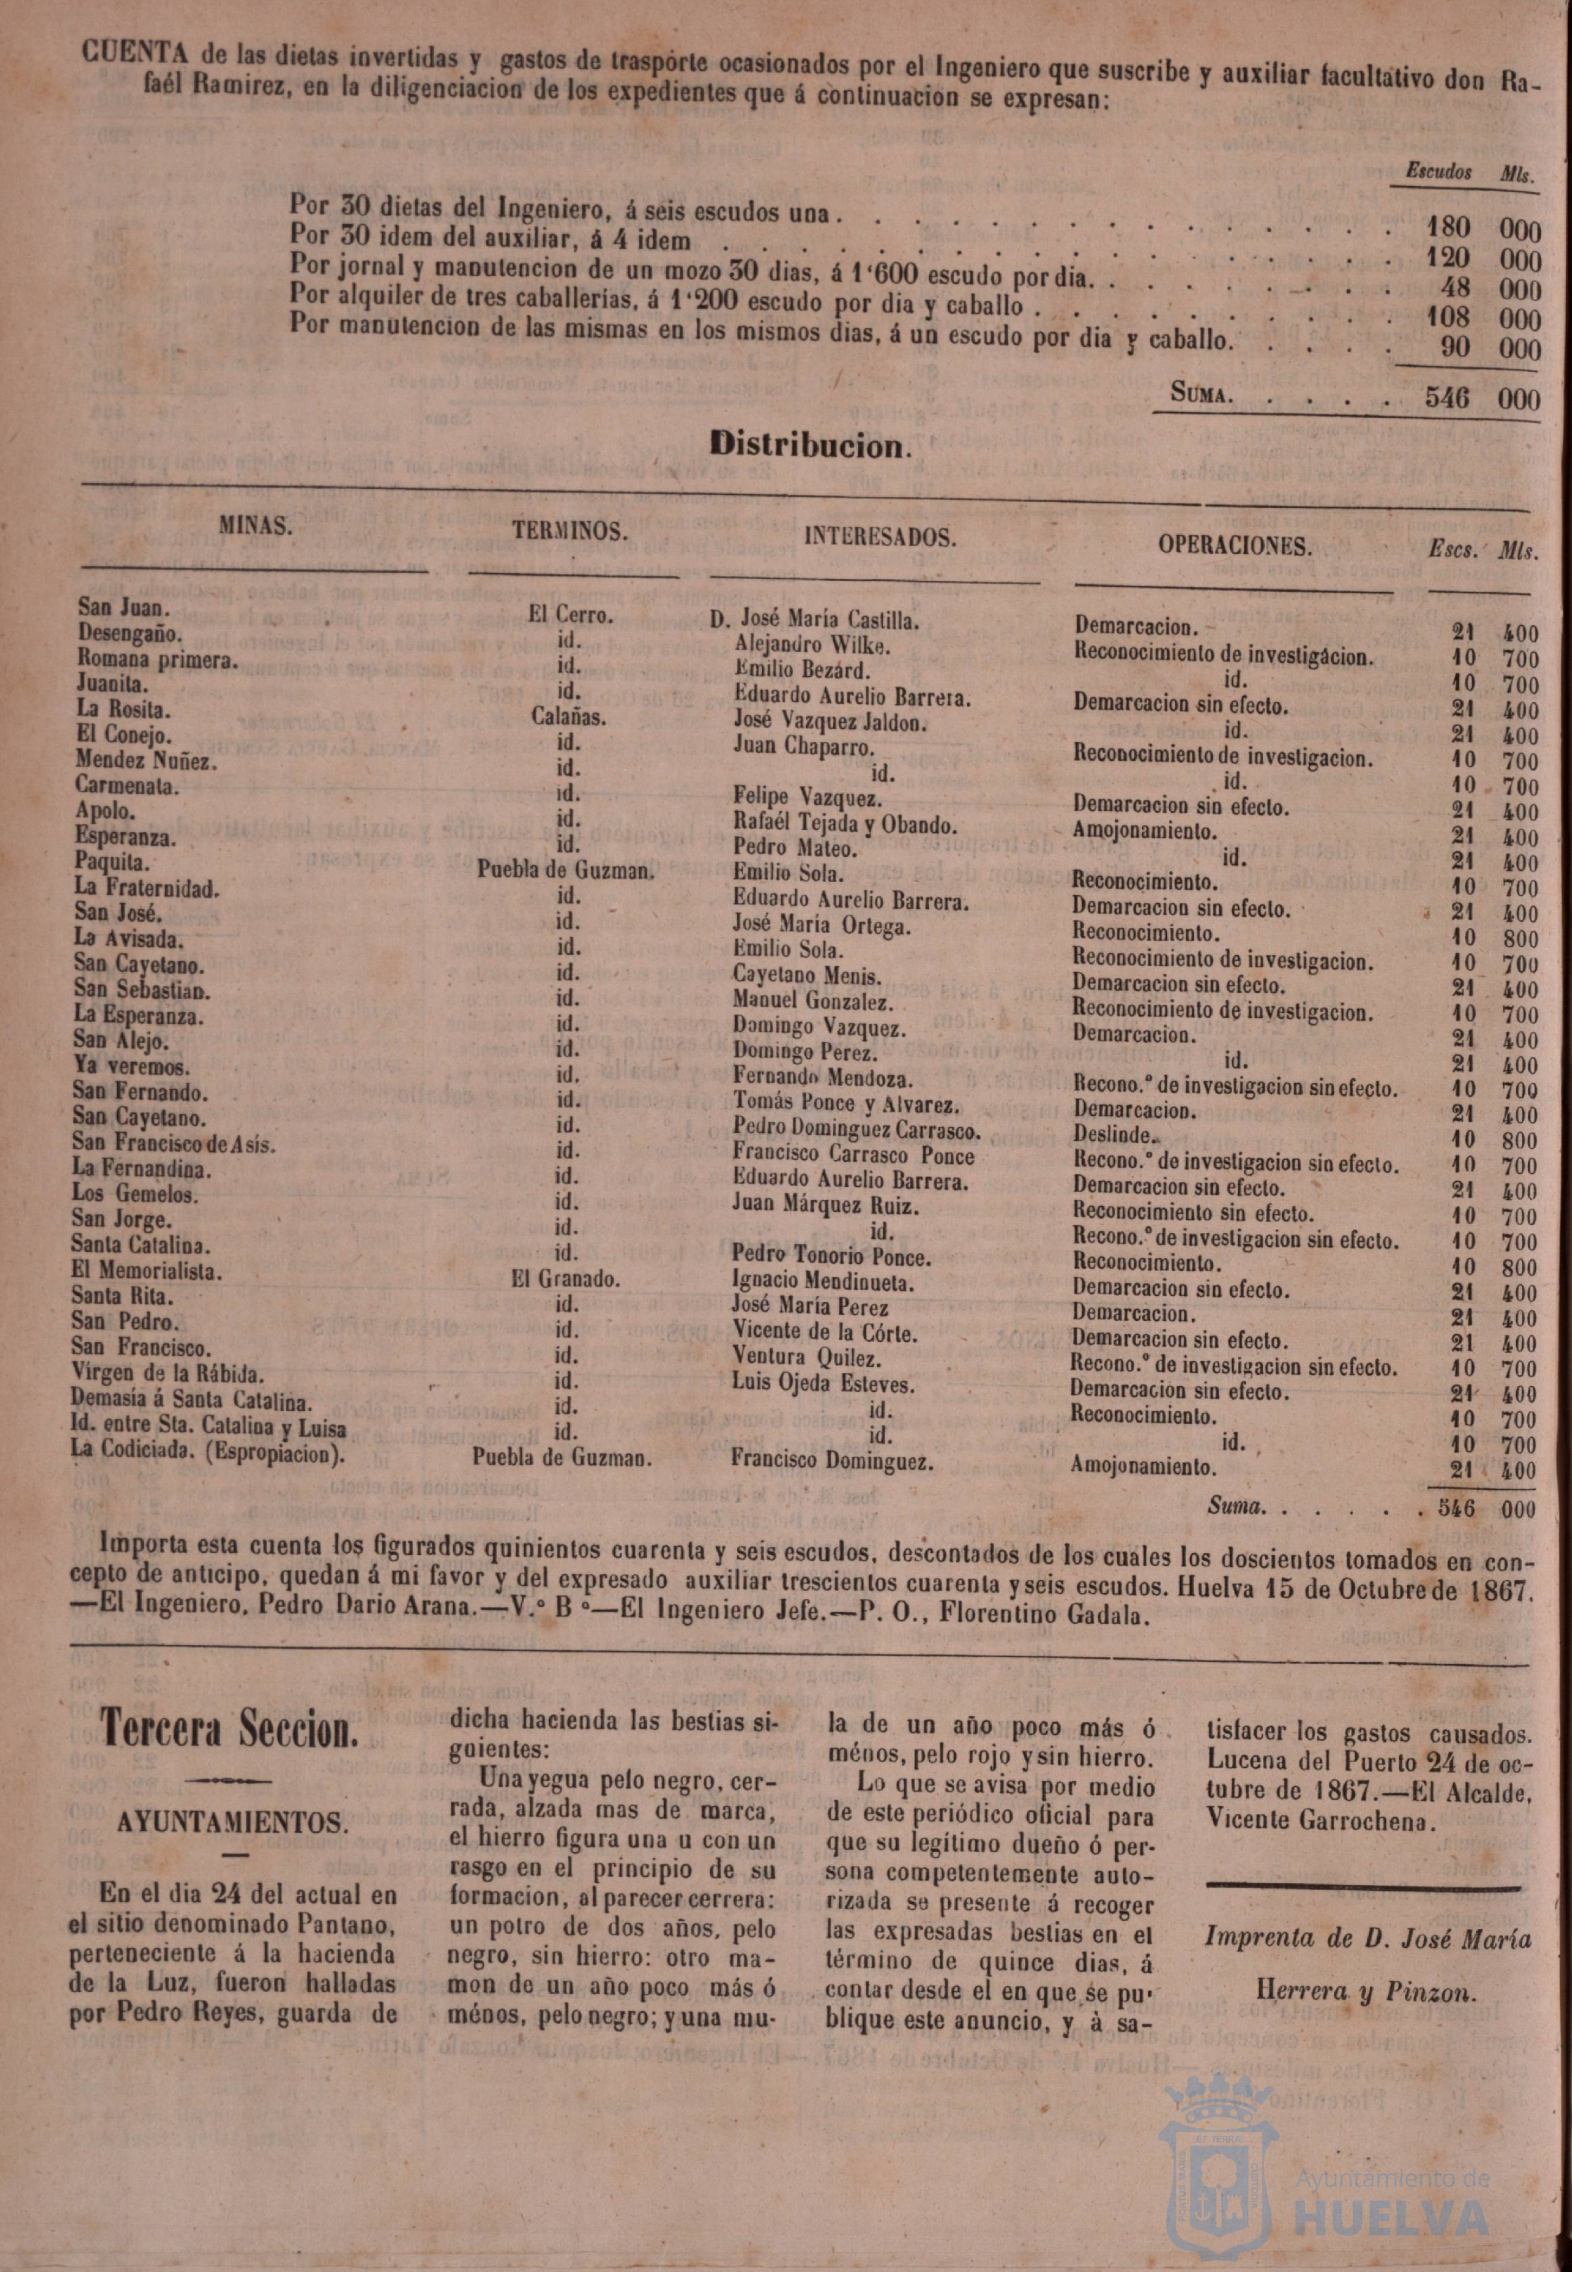 CUENTA de las dietas invertidas y gastos de trasporte ocasionados por el Ingeniero que suscribe y auxiliar facultativo don Ra-
faél Ramirez, en la diligenciacion de los expedientes que á continuacion se expresan:
Escudos Mls.
Por 30 dietas del Ingeniero, á seis escudos una. . . . . . . . . . . . . . . 180 000
Por 30 idem del auxiliar, á 4 idem . . . . . . . . . . . . . . . . . . 120 000
Por jornal y manutencion de un mozo 30 dias, á 1'600 escudo por dia. . . . . . . . . 48 000
Por alquiler de tres caballerías, á 1'200 escudo por dia y caballo . . . . . . . . . . 108 000
Por manutencion de las mismas en los mismos dias, á un escudo por dia y caballo. . . . . . 90 000
SUMA. . . . . 546 000
Distribucion.
MINAS. TERMINOS. INTERESADOS. OPERACIONES. Escs. Mls.
San Juan. El Cerro. D. José María Castilla. Demarcacion. 21 400
Desengaño. id. Alejandro Wilke. Reconocimiento de investigácion. 10 700
Romana primera. id. Emilio Bezárd. id. 10 700
Juanita. id. Eduardo Aurelio Barrera. Demarcacion sin efecto. 21 400
La Rosita. Calañas. José Vazquez Jaldon. id. 21 400
El Conejo. id. Juan Chaparro. Reconocimiento de investigacion. 10 700
Mendez Nuñez. id. id. id. 10 700
Carmenata. id. Felipe Vazquez. Demarcacion sin efecto. 21 400
Apolo. id. Rafaél Tejada y Obando. Amojonamiento. 21 400
Esperanza. id. Pedro Mateo. id. 21 400
Paquita. Puebla de Guzman. Emilio Sola. Reconocimiento. 10 700
La Fraternidad. id. Eduardo Aurelio Barrera. Demarcacion sin efecto. 21 400
San José. id. José María Ortega. Reconocimiento. 10 800
La Avisada. id. Emilio Sola. Reconocimiento de investigacion. 10 700
San Cayetano. id. Cayetano Menis. Demarcacion sin efecto. 21 400
San Sebastian. id. Manuel Gonzalez. Reconocimiento de investigacion. 10 700
La Esperanza. id. Domingo Vazquez. Demarcacion. 21 400
San Alejo. id. Domingo Perez. id. 21 400
Ya veremos. id. Fernando Mendoza. Recono.º de investigacion sin efecto. 10 700
San Fernando. id. Tomás Ponce y Alvarez. Demarcacion. 21 400
San Cayetano. id. Pedro Dominguez Carrasco. Deslinde. 10 800
San Francisco de Asís. id. Francisco Carrasco Ponce Recono.º de investigacion sin efecto. 10 700
La Fernandina. id. Eduardo Aurelio Barrera. Demarcacion sin efecto. 21 400
Los Gemelos. id. Juan Márquez Ruiz. Reconocimiento sin efecto. 10 700
San Jorge. id. id. Recono.º de investigacion sin efecto. 10 700
Santa Catalina. id. Pedro Tonorio Ponce. Reconocimiento. 10 800
El Memorialista. El Granado. Ignacio Mendinueta. Demarcacion sin efecto. 21 400
Santa Rita. id. José María Perez Demarcacion. 21 400
San Pedro. id. Vicente de la Córte. Demarcacion sin efecto. 21 400
San Francisco. id. Ventura Quilez. Recono.º de investigacion sin efecto. 10 700
Vírgen de la Rábida. id. Luis Ojeda Esteves. Demarcacion sin efecto. 21 400
Demasía á Santa Catalina. id. id. Reconocimiento. 10 700
Id. entre Sta. Catalina y Luisa id. id. id. 10 700
La Codiciada. (Espropiacion). Puebla de Guzman. Francisco Dominguez. Amojonamiento. 21 400
Suma. . . . . . . 546 000
Importa esta cuenta los figurados quinientos cuarenta y seis escudos, descontados de los cuales los doscientos tomados en con-
cepto de anticipo, quedan á mi favor y del expresado auxiliar trescientos cuarenta y seis escudos. Huelva 15 de Octubre de 1867.
—El Ingeniero, Pedro Dario Arana.—V.º B º—El Ingeniero Jefe.—P. O., Florentino Gadala.
Tercera Seccion.
AYUNTAMIENTOS.
En el dia 24 del actual en
el sitio denominado Pantano,
perteneciente á la hacienda
de la Luz, fueron halladas
por Pedro Reyes, guarda de
dicha hacienda las bestias si-
guientes:
Una yegua pelo negro, cer-
rada, alzada mas de marca,
el hierro figura una u con un
rasgo en el principio de su
formacion, al parecer cerrera:
un potro de dos años, pelo
negro, sin hierro: otro ma-
mon de un año poco más ó
ménos, pelo negro; y una mu-
la de un año poco más ó
ménos, pelo rojo y sin hierro.
Lo que se avisa por medio
de este periódico oficial para
que su legítimo dueño ó per-
sona competentemente auto-
rizada se presente á recoger
las expresadas bestias en el
término de quince dias, á
contar desde el en que se pu-
blique este anuncio, y à sa-
tisfacer los gastos causados.
Lucena del Puerto 24 de oc-
tubre de 1867.—El Alcalde,
Vicente Garrochena.
Imprenta de D. José María
Herrera y Pinzon.
Ayuntamiento de
HUELVA